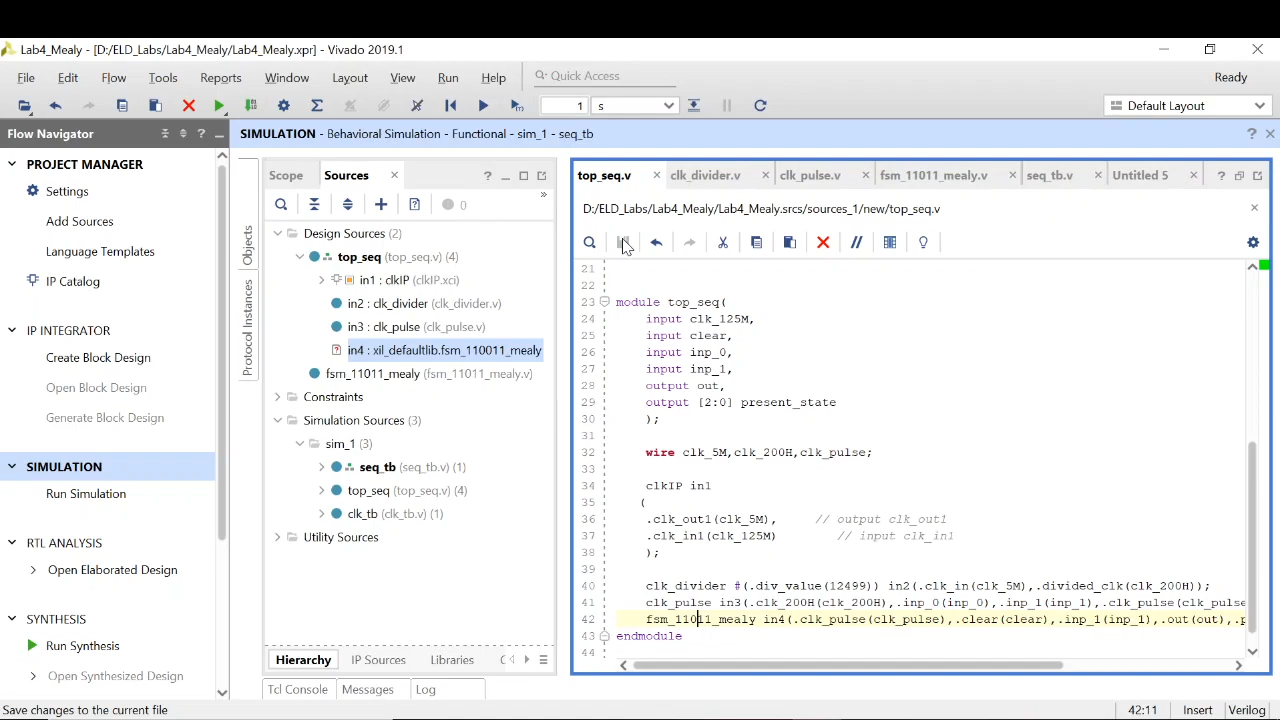 Lab4_Mealy - [D:/ELD_Labs/Lab4_Mealy/Lab4_Mealy.xpr] - Vivado 2019.1
File Edit Flow Tools Reports Window Layout View Run Help Quick Access Ready
1 s Default Layout
Flow Navigator
SIMULATION - Behavioral Simulation - Functional - sim_1 - seq_tb
PROJECT MANAGER
Settings
Add Sources
Language Templates
IP Catalog
IP INTEGRATOR
Create Block Design
Open Block Design
Generate Block Design
SIMULATION
Run Simulation
RTL ANALYSIS
Open Elaborated Design
SYNTHESIS
Run Synthesis
Open Synthesized Design
Objects
Protocol Instances
Scope Sources
0
Design Sources (2)
top_seq (top_seq.v) (4)
in1 : clkIP (clkIP.xci)
in2 : clk_divider (clk_divider.v)
in3 : clk_pulse (clk_pulse.v)
in4 : xil_defaultlib.fsm_110011_mealy
fsm_11011_mealy (fsm_11011_mealy.v)
Constraints
Simulation Sources (3)
sim_1 (3)
seq_tb (seq_tb.v) (1)
top_seq (top_seq.v) (4)
clk_tb (clk_tb.v) (1)
Utility Sources
Hierarchy IP Sources Libraries C
Tcl Console Messages Log
top_seq.v clk_divider.v clk_pulse.v fsm_11011_mealy.v seq_tb.v Untitled 5
D:/ELD_Labs/Lab4_Mealy/Lab4_Mealy.srcs/sources_1/new/top_seq.v
21
22
23 module top_seq(
24 input clk_125M,
25 input clear,
26 input inp_0,
27 input inp_1,
28 output out,
29 output [2:0] present_state
30 );
31
32 wire clk_5M,clk_200H,clk_pulse;
33
34 clkIP in1
35 (
36 .clk_out1(clk_5M), // output clk_out1
37 .clk_in1(clk_125M) // input clk_in1
38 );
39
40 clk_divider #(.div_value(12499)) in2(.clk_in(clk_5M),.divided_clk(clk_200H));
41 clk_pulse in3(.clk_200H(clk_200H),.inp_0(inp_0),.inp_1(inp_1),.clk_pulse(clk_pulse
42 fsm_11011_mealy in4(.clk_pulse(clk_pulse),.clear(clear),.inp_1(inp_1),.out(out),.p
43 endmodule
44
Save changes to the current file 42:11 Insert Verilog